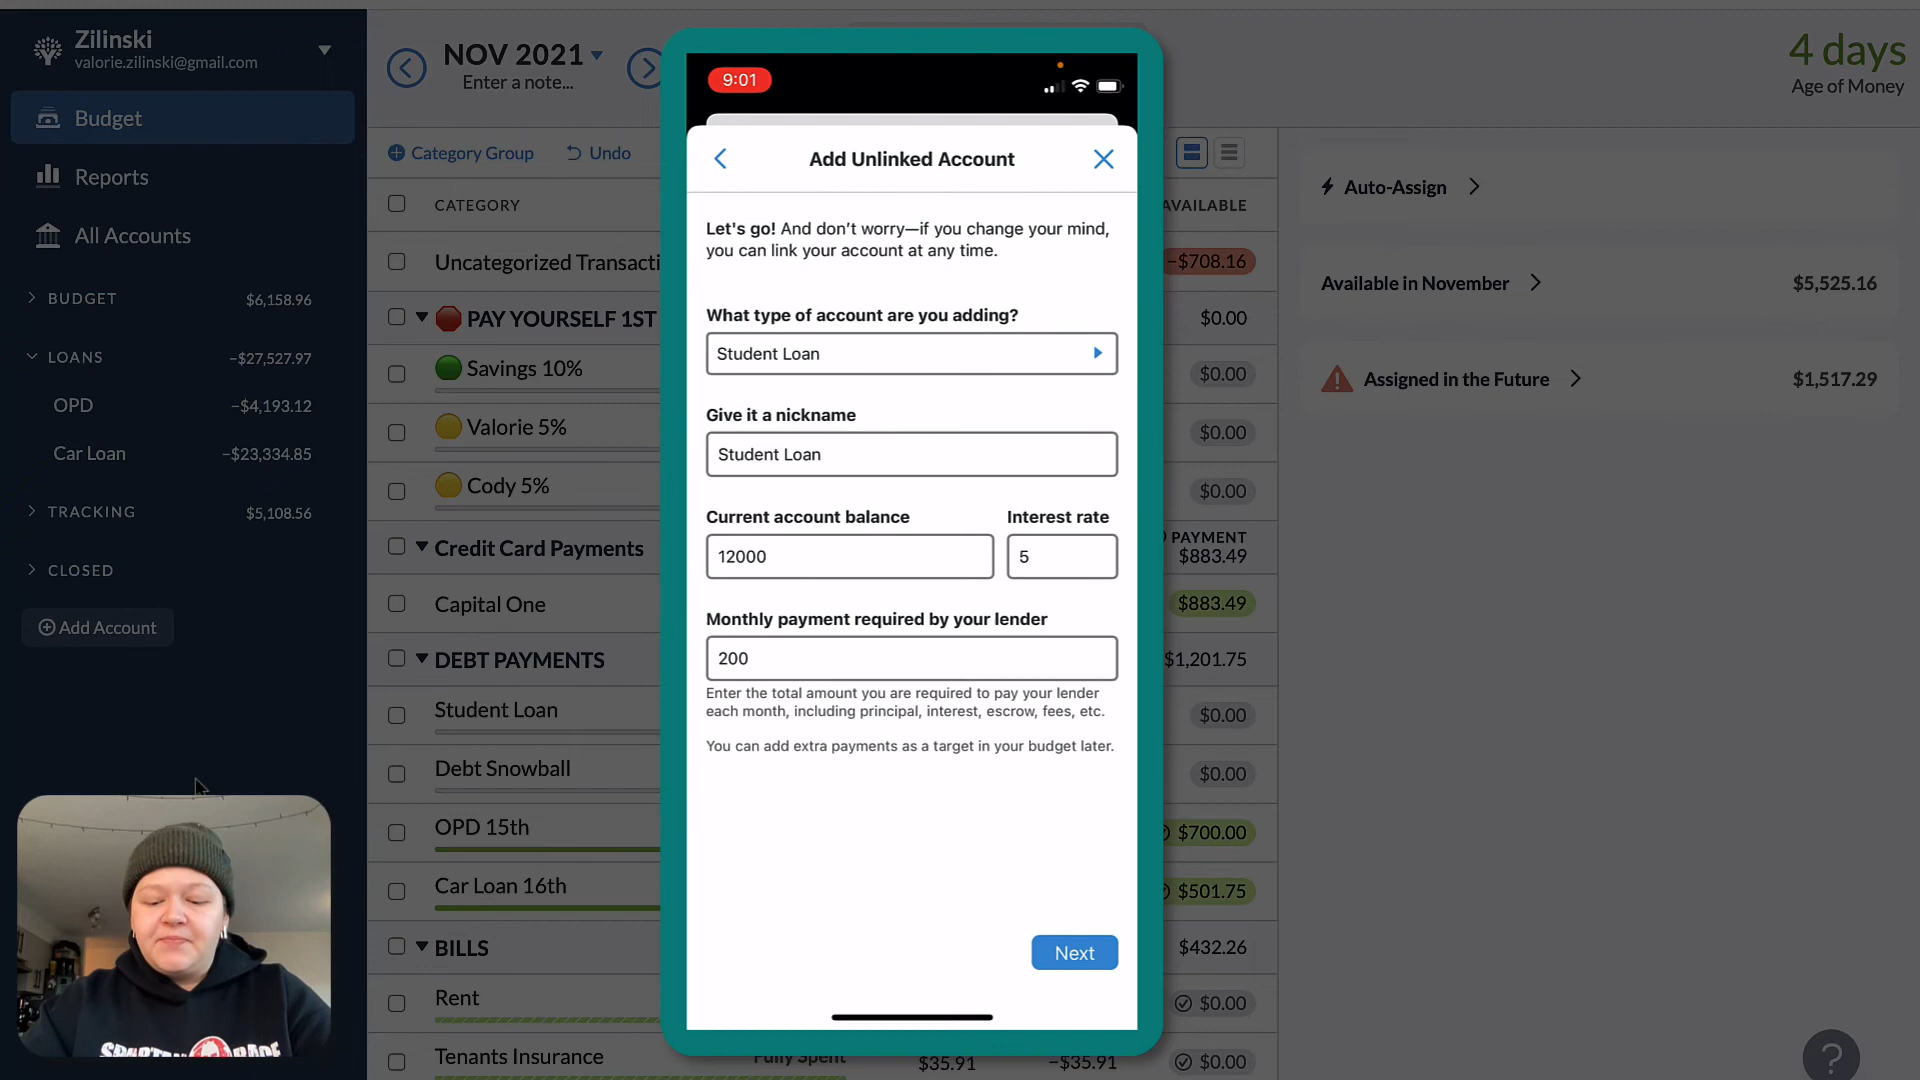 Zilinski
valorie.zilinski@gmail.com
Budget
Reports
All Accounts
BUDGET $6,158.96
LOANS −$27,527.97
OPD −$4,193.12
Car Loan −$23,334.85
TRACKING $5,108.56
CLOSED
Add Account
NOV 2021
Enter a note...
4 days
Age of Money
Category Group Undo
CATEGORY AVAILABLE
Uncategorized Transacti −$708.16
PAY YOURSELF 1ST $0.00
Savings 10% $0.00
Valorie 5% $0.00
Cody 5% $0.00
Credit Card Payments PAYMENT
$883.49
Capital One $883.49
DEBT PAYMENTS $1,201.75
Student Loan $0.00
Debt Snowball $0.00
OPD 15th $700.00
Car Loan 16th $501.75
BILLS $432.26
Rent $0.00
Tenants Insurance Fully Spent $35.91 −$35.91 $0.00
9:01
Add Unlinked Account
Let's go! And don't worry—if you change your mind,
you can link your account at any time.
What type of account are you adding?
Student Loan
Give it a nickname
Student Loan
Current account balance Interest rate
12000 5
Monthly payment required by your lender
200
Enter the total amount you are required to pay your lender
each month, including principal, interest, escrow, fees, etc.
You can add extra payments as a target in your budget later.
Next
Auto-Assign
Available in November $5,525.16
Assigned in the Future $1,517.29
?
SPARTAN RACE